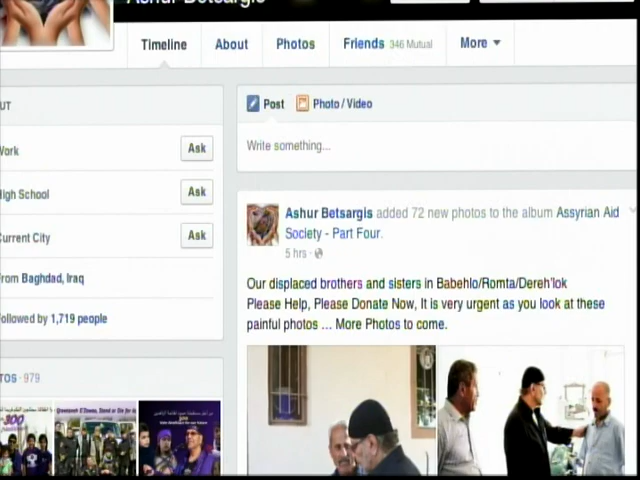 Ashur Betsargis
Timeline About Photos Friends 346 Mutual More
Post Photo / Video
Write something...
Work Ask
High School Ask
Current City Ask
From Baghdad, Iraq
Followed by 1,719 people
979
Ashur Betsargis added 72 new photos to the album Assyrian Aid
Society - Part Four.
5 hrs
Our displaced brothers and sisters in Babehlo/Romta/Dereh'lok
Please Help, Please Donate Now, It is very urgent as you look at these
painful photos ... More Photos to come.